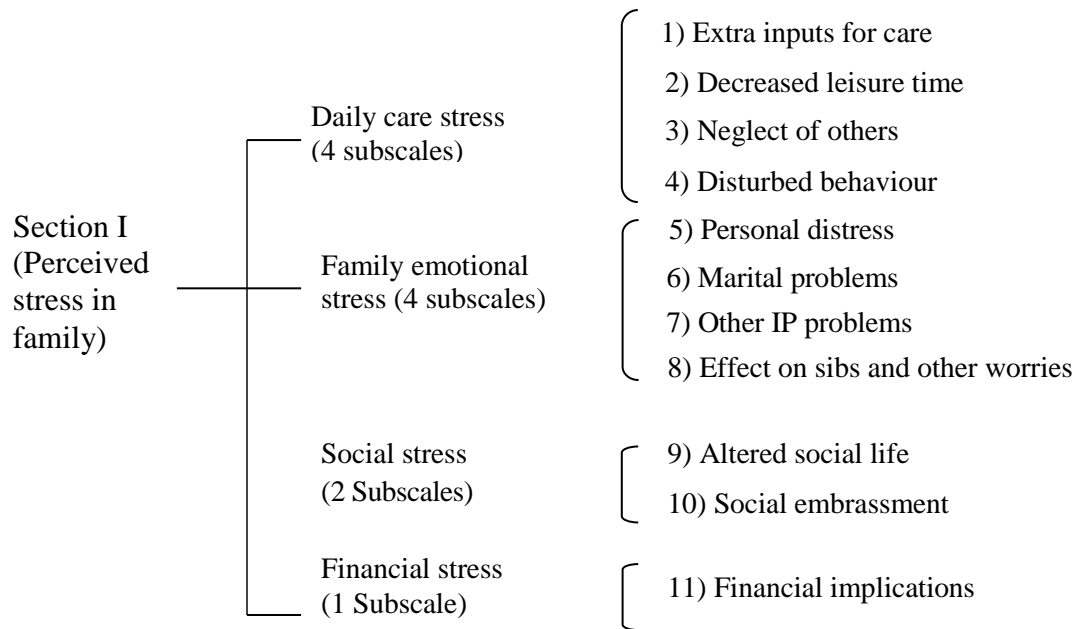 Section I
(Perceived
stress in
family)
Daily care stress
(4 subscales)
1) Extra inputs for care
2) Decreased leisure time
3) Neglect of others
4) Disturbed behaviour
Family emotional
stress (4 subscales)
5) Personal distress
6) Marital problems
7) Other IP problems
8) Effect on sibs and other worries
Social stress
(2 Subscales)
9) Altered social life
10) Social embrassment
Financial stress
(1 Subscale)
11) Financial implications